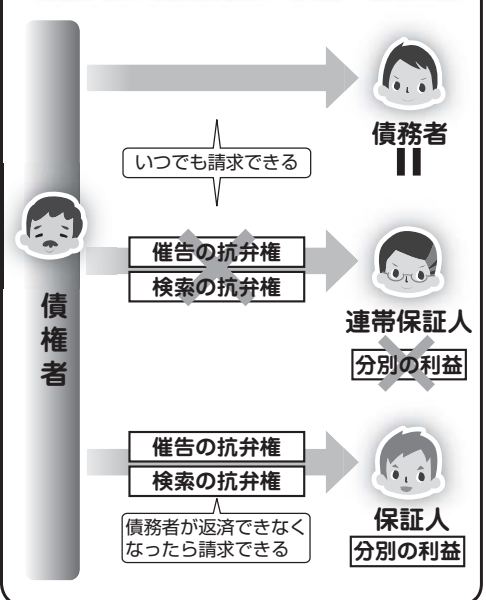 債務者
いつでも請求できる
債権者
催告の抗弁権
検索の抗弁権
連帯保証人
分別の利益
催告の抗弁権
検索の抗弁権
債務者が返済できなく
なったら請求できる
保証人
分別の利益